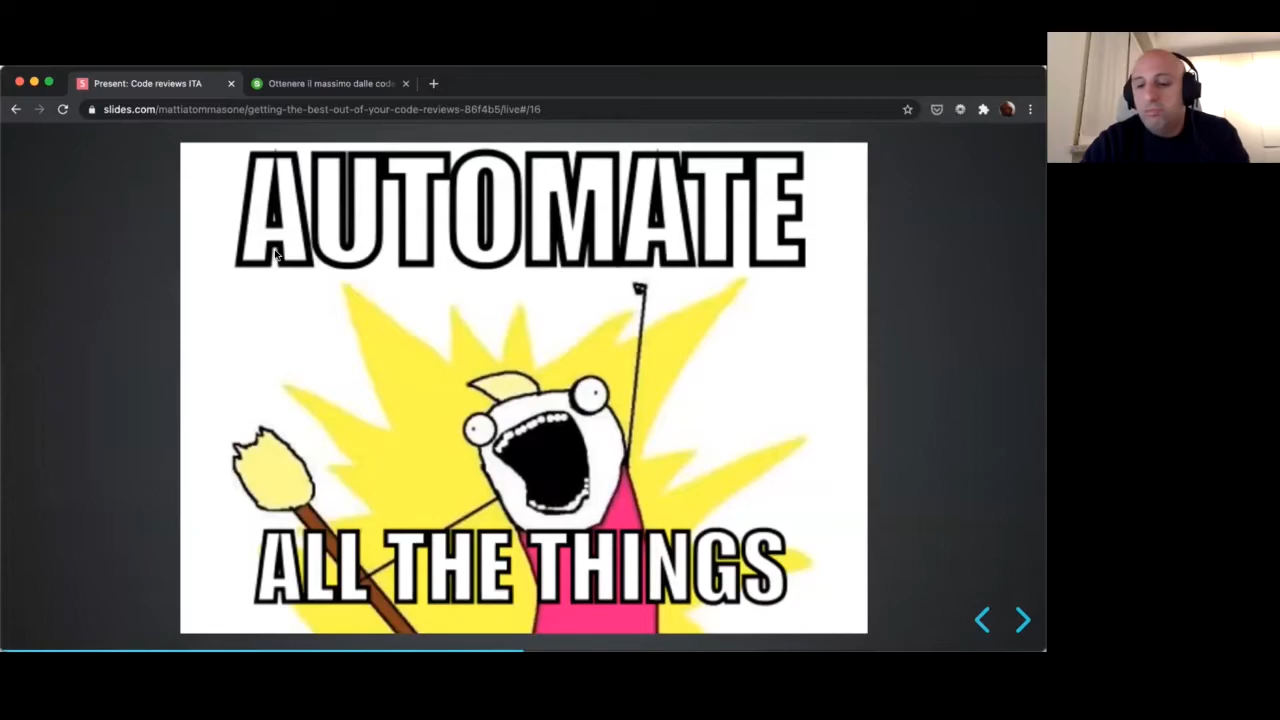 Present: Code reviews ITA
Ottenere il massimo dalle code
slides.com/mattiatommasone/getting-the-best-out-of-your-code-reviews-86f4b5/live#/16
AUTOMATE
ALL THE THINGS